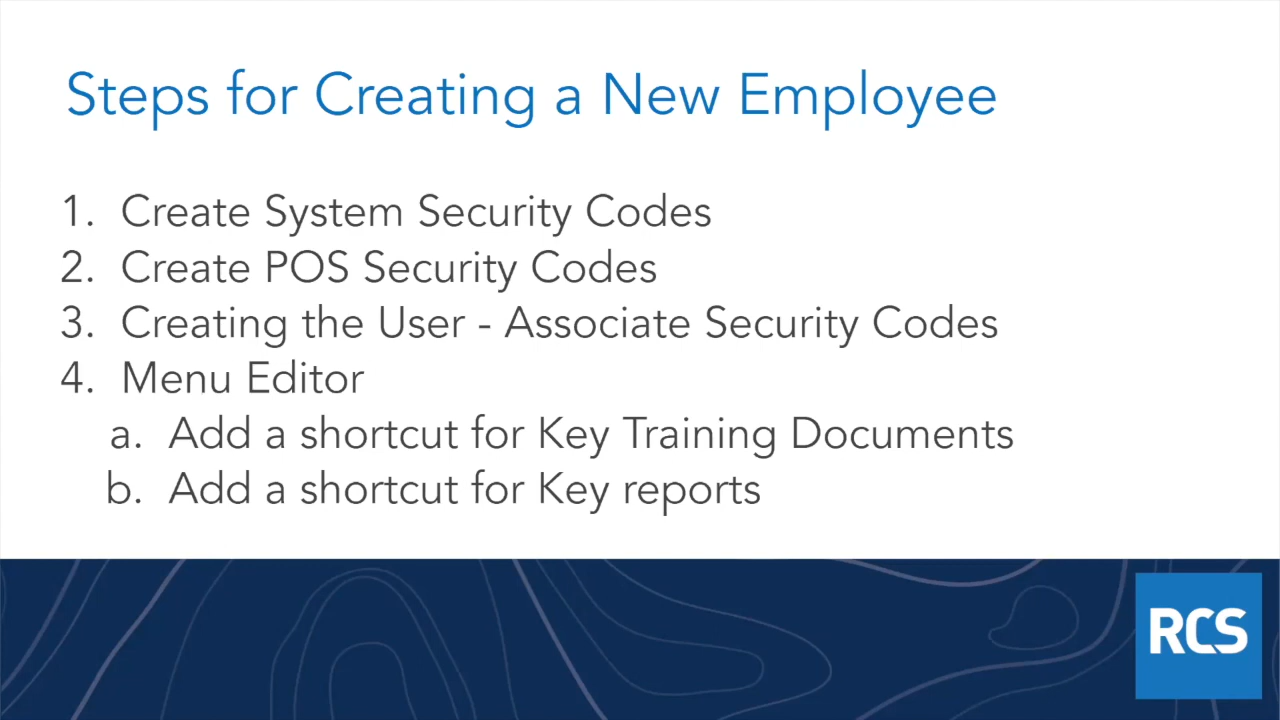 Steps for Creating a New Employee
1. Create System Security Codes
2. Create POS Security Codes
3. Creating the User - Associate Security Codes
4. Menu Editor
a. Add a shortcut for Key Training Documents
b. Add a shortcut for Key reports
RCS